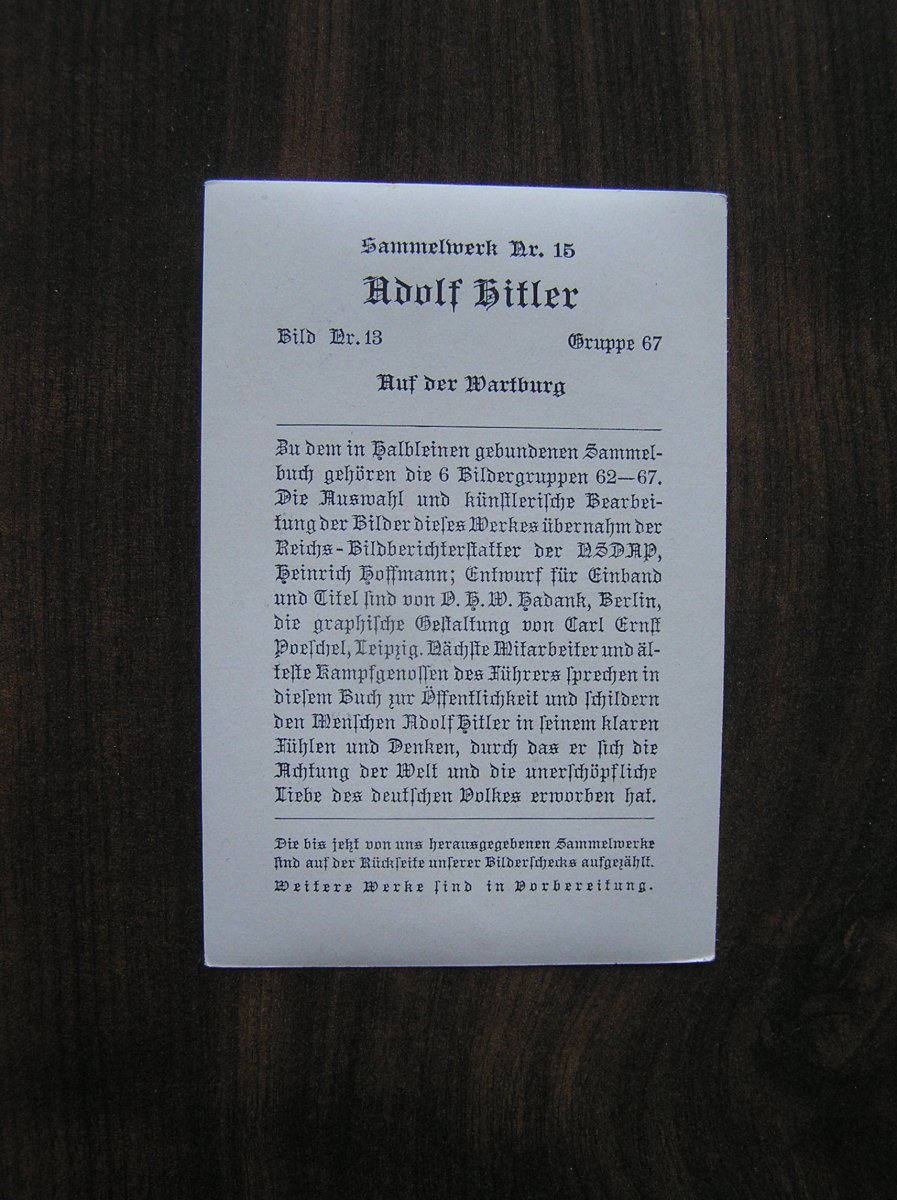 Sammelwerk Nr. 15
Adolf Hitler
Bild Nr. 13 Gruppe 67
Auf der Wartburg
Zu dem in Halbleinen gebundenen Sammel-
buch gehören die 6 Bildergruppen 62—67.
Die Auswahl und künſtleriſche Bearbei-
tung der Bilder dieſes Werkes übernahm der
Reichs-Bildberichterſtatter der NSDAP,
Heinrich Hoffmann; Entwurf für Einband
und Titel ſind von O. H. W. Hadank, Berlin,
die graphiſche Geſtaltung von Carl Ernſt
Poeſchel, Leipzig. Nächſte Mitarbeiter und äl-
teſte Kampfgenoſſen des Führers ſprechen in
dieſem Buch zur Öffentlichkeit und ſchildern
den Menſchen Adolf Hitler in ſeinem klaren
Fühlen und Denken, durch das er ſich die
Achtung der Welt und die unerſchöpfliche
Liebe des deutſchen Volkes erworben hat.
Die bis jetzt von uns herausgegebenen Sammelwerke
ſind auf der Rückſeite unſerer Bilderſchecks aufgezählt.
Weitere Werke ſind in Vorbereitung.